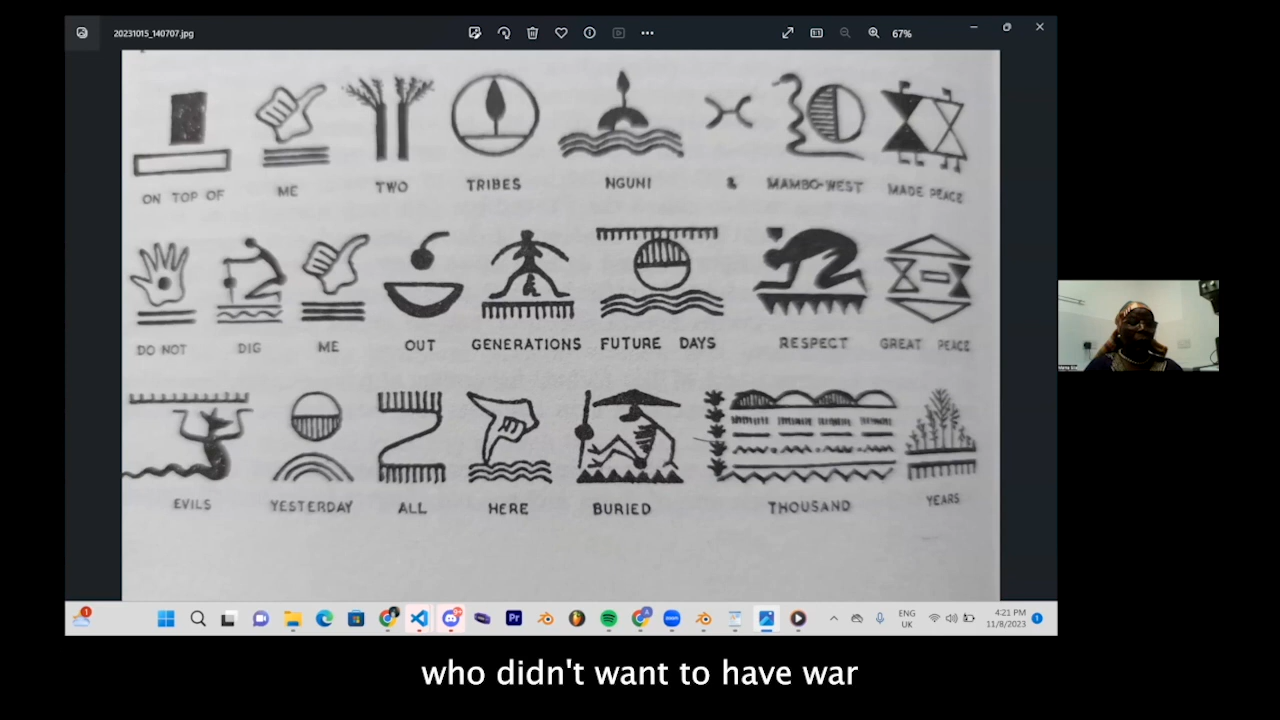 20231015_140707.jpg
67%
ON TOP OF ME TWO TRIBES NGUNI & MAMBO-WEST MADE PEACE
DO NOT DIG ME OUT GENERATIONS FUTURE DAYS RESPECT GREAT PEACE
EVILS YESTERDAY ALL HERE BURIED THOUSAND YEARS
ENG
UK
4:21 PM
11/8/2023
who didn't want to have war